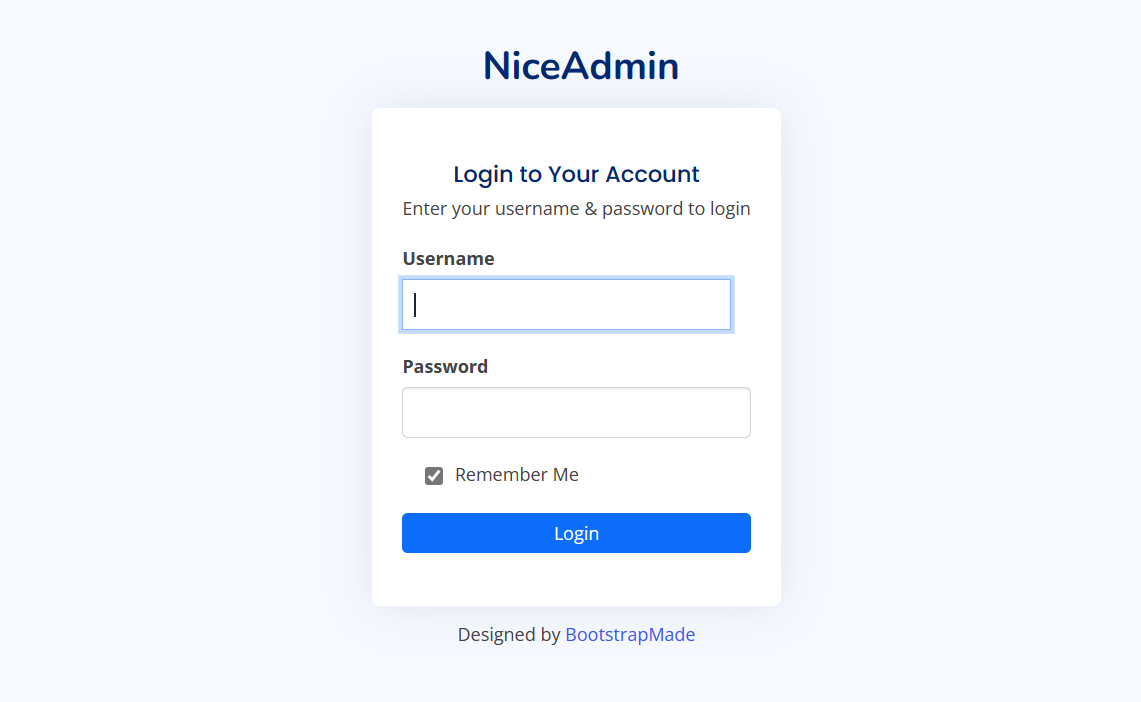 NiceAdmin
Login to Your Account
Enter your username & password to login
Username
Password
Remember Me
Login
Designed by BootstrapMade